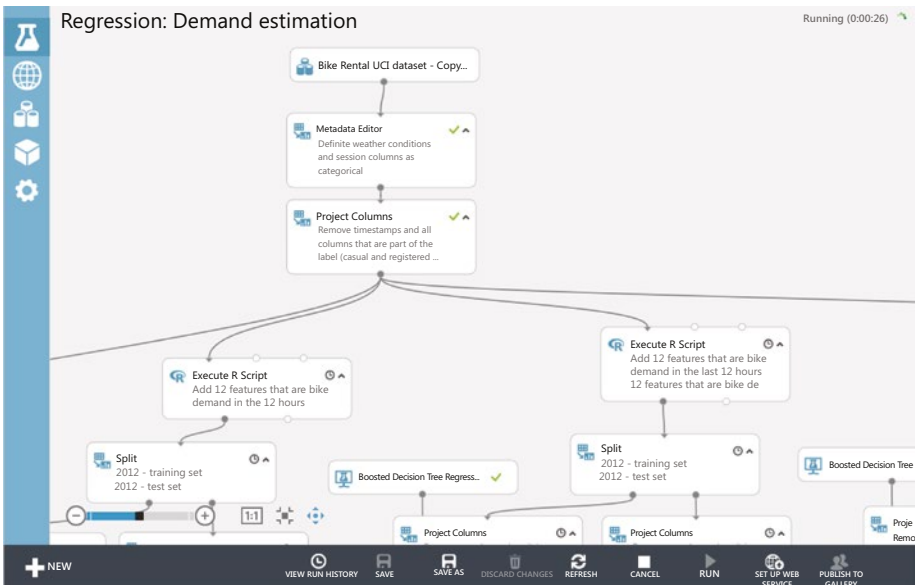 Regression: Demand estimation
Running (0:00:26)
Bike Rental UCI dataset - Copy...
Metadata Editor
Definite weather conditions
and session columns as
categorical
Project Columns
Remove timestamps and all
columns that are part of the
label (casual and registered ...
Execute R Script
Add 12 features that are bike
demand in the 12 hours
Execute R Script
Add 12 features that are bike
demand in the last 12 hours
12 features that are bike de
Split
2012 - training set
2012 - test set
Boosted Decision Tree Regress...
Split
2012 - training set
2012 - test set
Boosted Decision Tree
1:1
Project Columns
Project Columns
Proje
Remo
NEW
VIEW RUN HISTORY
SAVE
SAVE AS
DISCARD CHANGES
REFRESH
CANCEL
RUN
SET UP WEB
SERVICE
PUBLISH TO
GALLERY